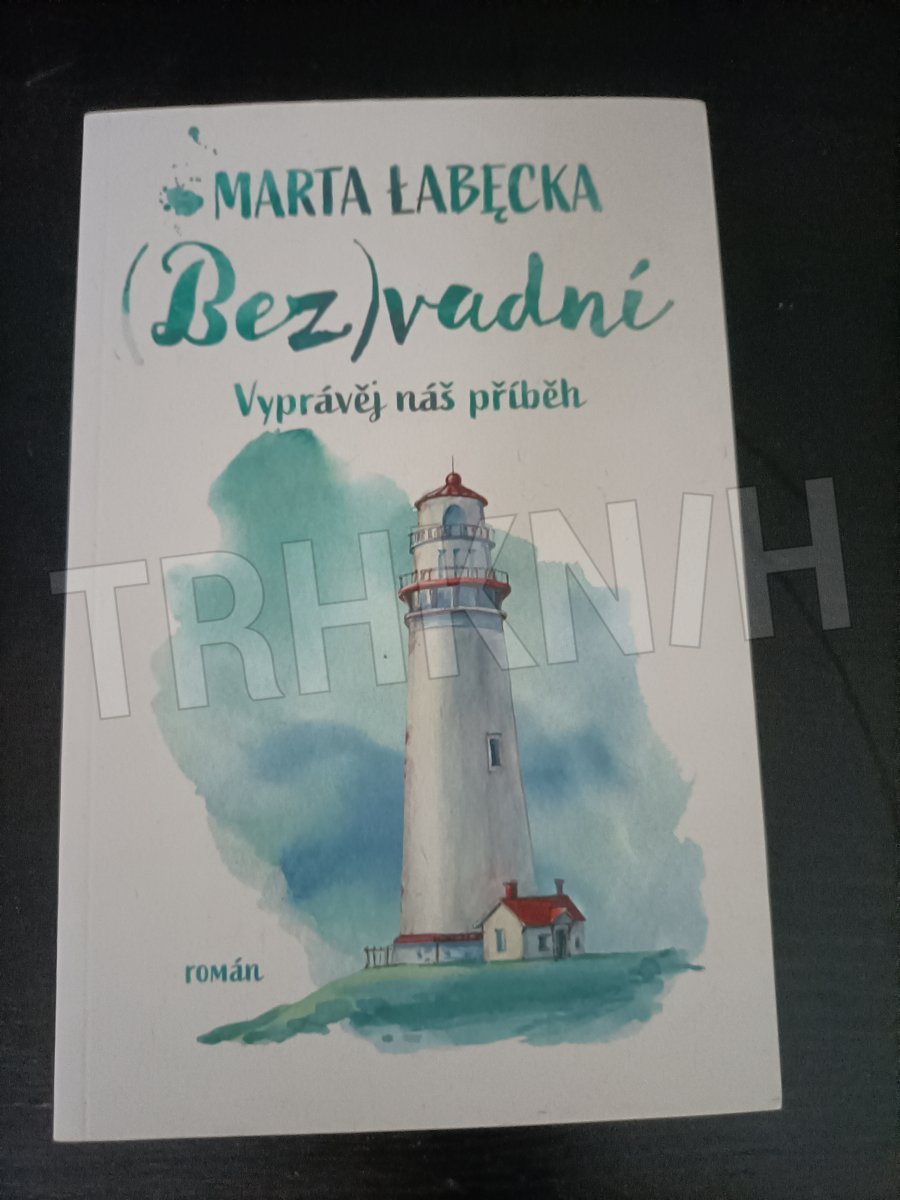 MARTA ŁABĘCKA
(Bez)vadní
Vyprávěj náš příběh
TRHKNIH
román